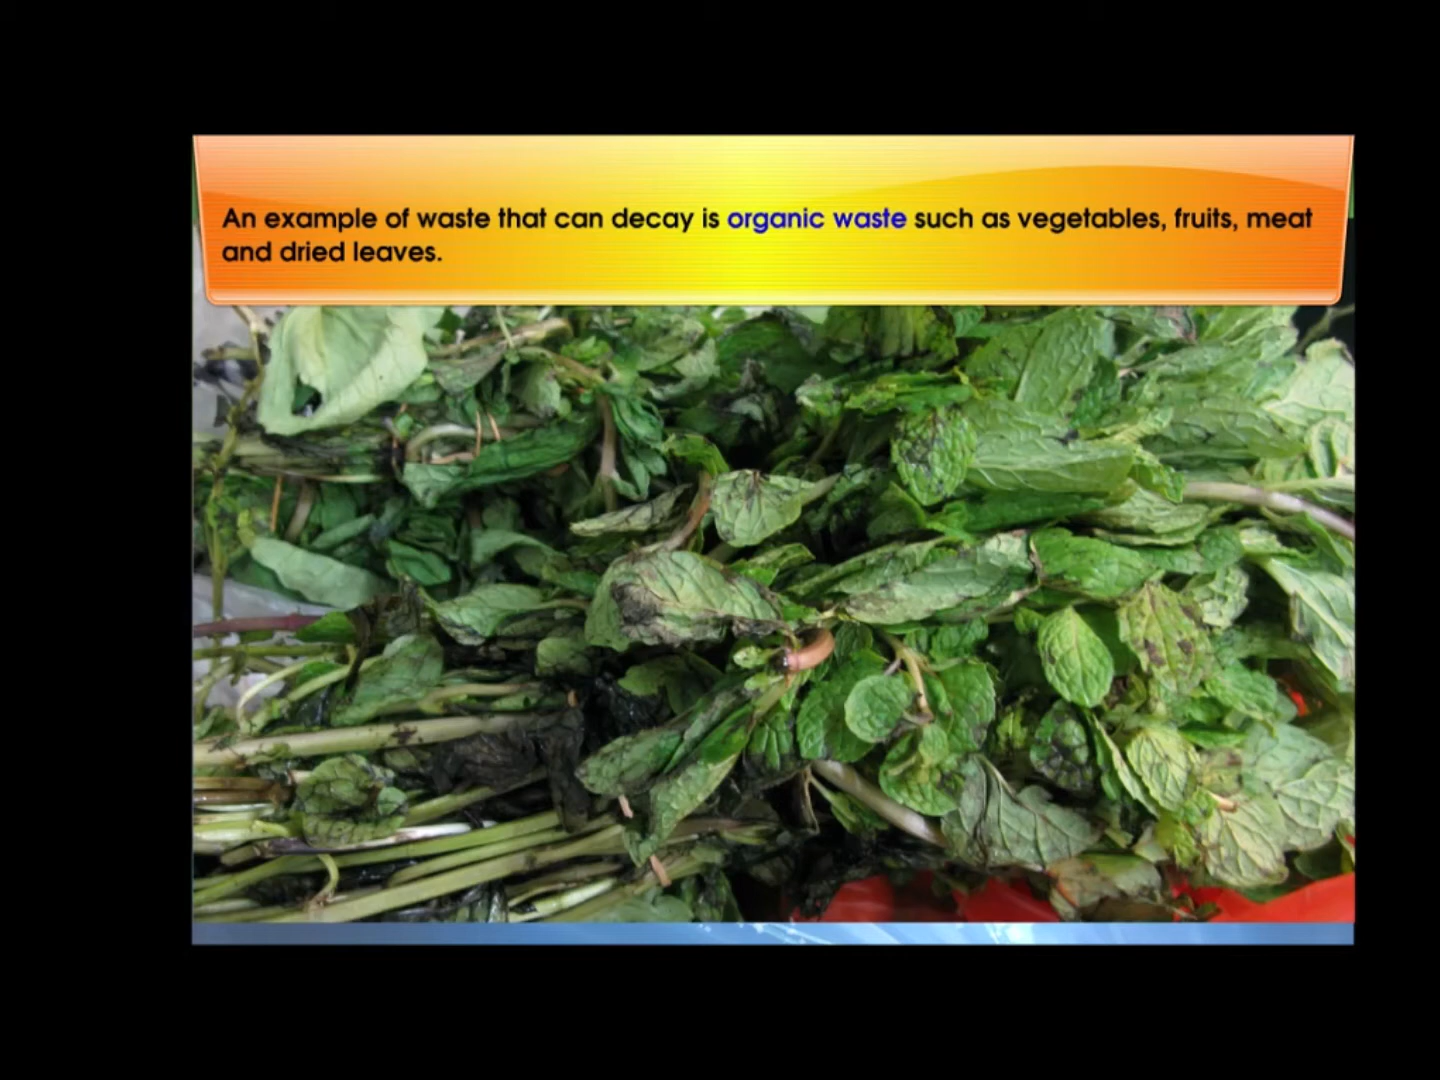 An example of waste that can decay is organic waste such as vegetables, fruits, meat
and dried leaves.